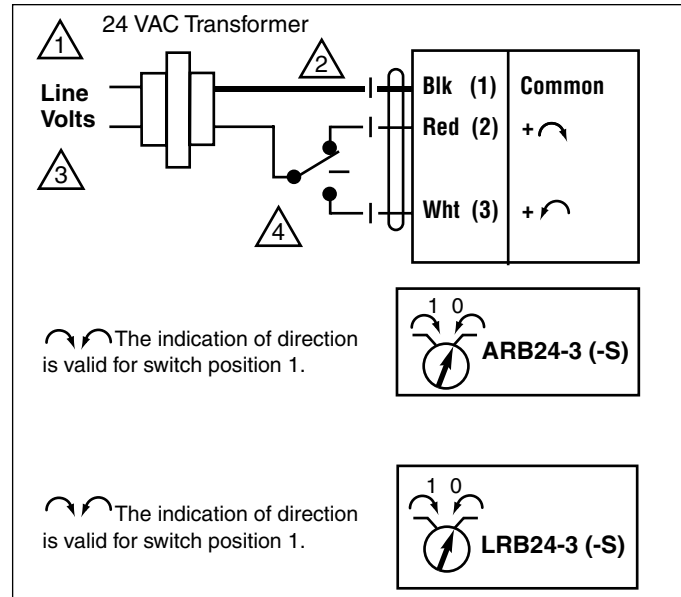 24 VAC Transformer
1
2
Line
Volts
3
4
Blk (1) Common
Red (2) +
Wht (3) +
The indication of direction
is valid for switch position 1.
1 0
ARB24-3 (-S)
The indication of direction
is valid for switch position 1.
1 0
LRB24-3 (-S)